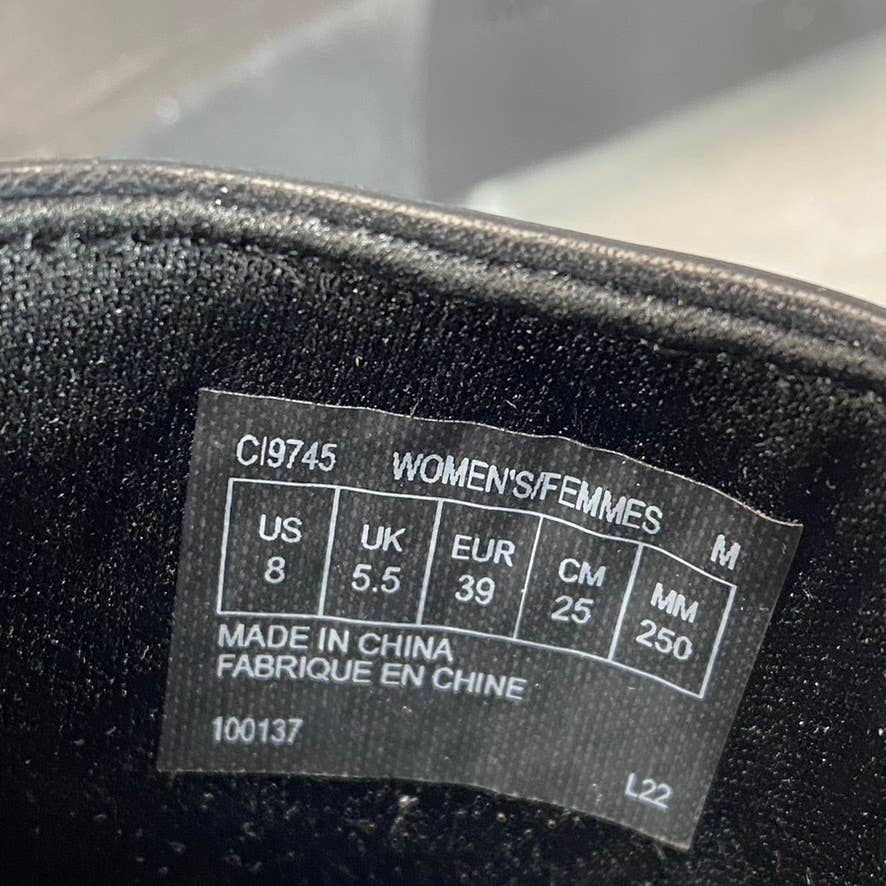 CI9745 WOMEN'S/FEMMES M
US UK EUR CM MM
8 5.5 39 25 250
MADE IN CHINA
FABRIQUE EN CHINE
100137 L22